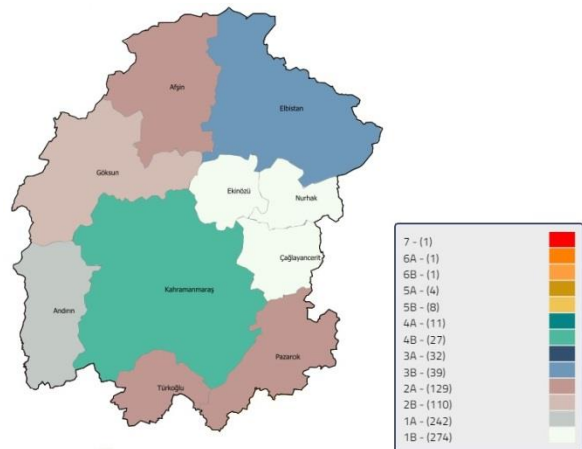 Afşin
Elbistan
Göksun
Ekinözü
Nurhak
Çağlayancerit
Andırın
Kahramanmaraş
Pazarcık
Türkoğlu
7 - (1)
6A - (1)
6B - (1)
5A - (4)
5B - (8)
4A - (11)
4B - (27)
3A - (32)
3B - (39)
2A - (129)
2B - (110)
1A - (242)
1B - (274)